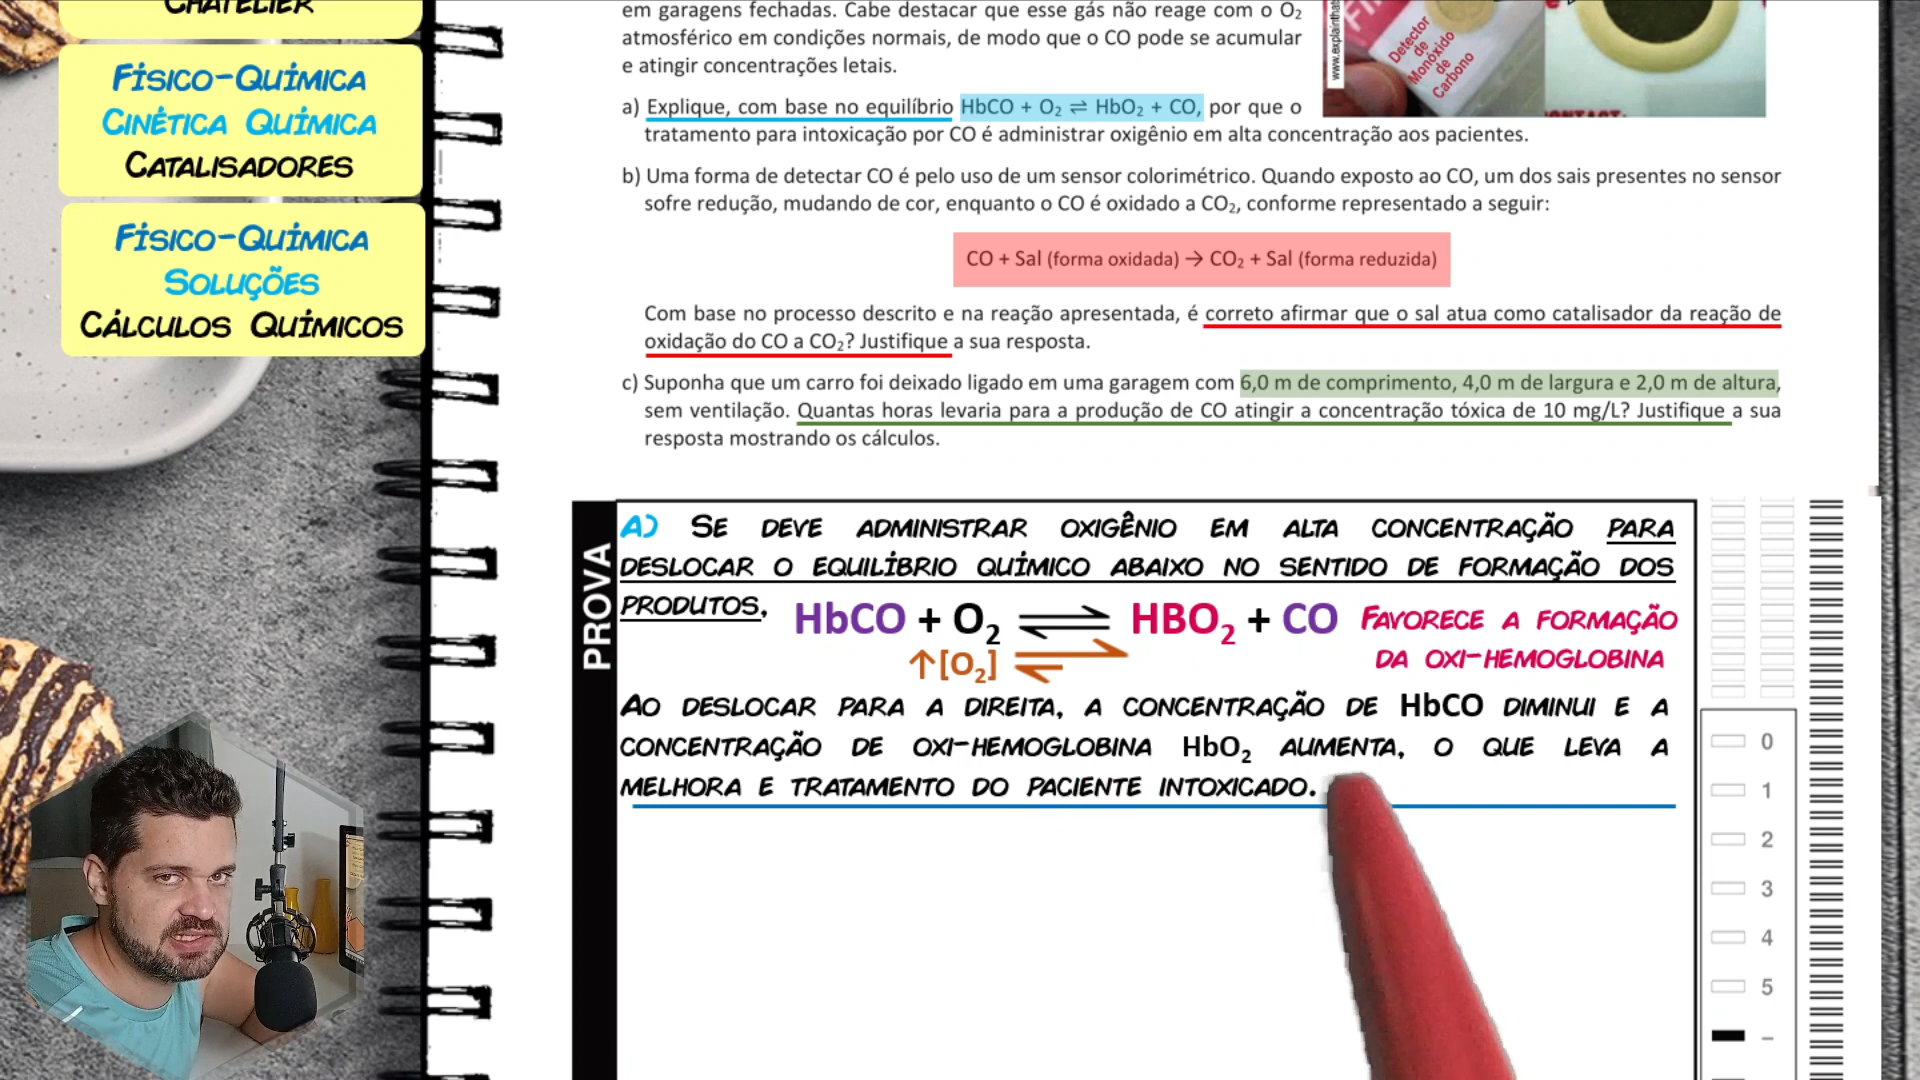 CHATELIER
FÍSICO-QUÍMICA
CINÉTICA QUÍMICA
CATALISADORES
FÍSICO-QUÍMICA
SOLUÇÕES
CÁLCULOS QUÍMICOS
em garagens fechadas. Cabe destacar que esse gás não reage com o O₂
atmosférico em condições normais, de modo que o CO pode se acumular
e atingir concentrações letais.
www.explainthat
Detector
de
Monóxido
de
Carbono
a) Explique, com base no equilíbrio HbCO + O₂ ⇌ HbO₂ + CO, por que o
tratamento para intoxicação por CO é administrar oxigênio em alta concentração aos pacientes.
b) Uma forma de detectar CO é pelo uso de um sensor colorimétrico. Quando exposto ao CO, um dos sais presentes no sensor
sofre redução, mudando de cor, enquanto o CO é oxidado a CO₂, conforme representado a seguir:
CO + Sal (forma oxidada) → CO₂ + Sal (forma reduzida)
Com base no processo descrito e na reação apresentada, é correto afirmar que o sal atua como catalisador da reação de
oxidação do CO a CO₂? Justifique a sua resposta.
c) Suponha que um carro foi deixado ligado em uma garagem com 6,0 m de comprimento, 4,0 m de largura e 2,0 m de altura,
sem ventilação. Quantas horas levaria para a produção de CO atingir a concentração tóxica de 10 mg/L? Justifique a sua
resposta mostrando os cálculos.
PROVA
A) SE DEVE ADMINISTRAR OXIGÊNIO EM ALTA CONCENTRAÇÃO PARA
DESLOCAR O EQUILÍBRIO QUÍMICO ABAIXO NO SENTIDO DE FORMAÇÃO DOS
PRODUTOS, HbCO + O₂ ⇌ HBO₂ + CO FAVORECE A FORMAÇÃO
↑[O₂] ⇌ DA OXI-HEMOGLOBINA
AO DESLOCAR PARA A DIREITA, A CONCENTRAÇÃO DE HbCO DIMINUI E A
CONCENTRAÇÃO DE OXI-HEMOGLOBINA HbO₂ AUMENTA, O QUE LEVA A
MELHORA E TRATAMENTO DO PACIENTE INTOXICADO.
0
1
2
3
4
5
–